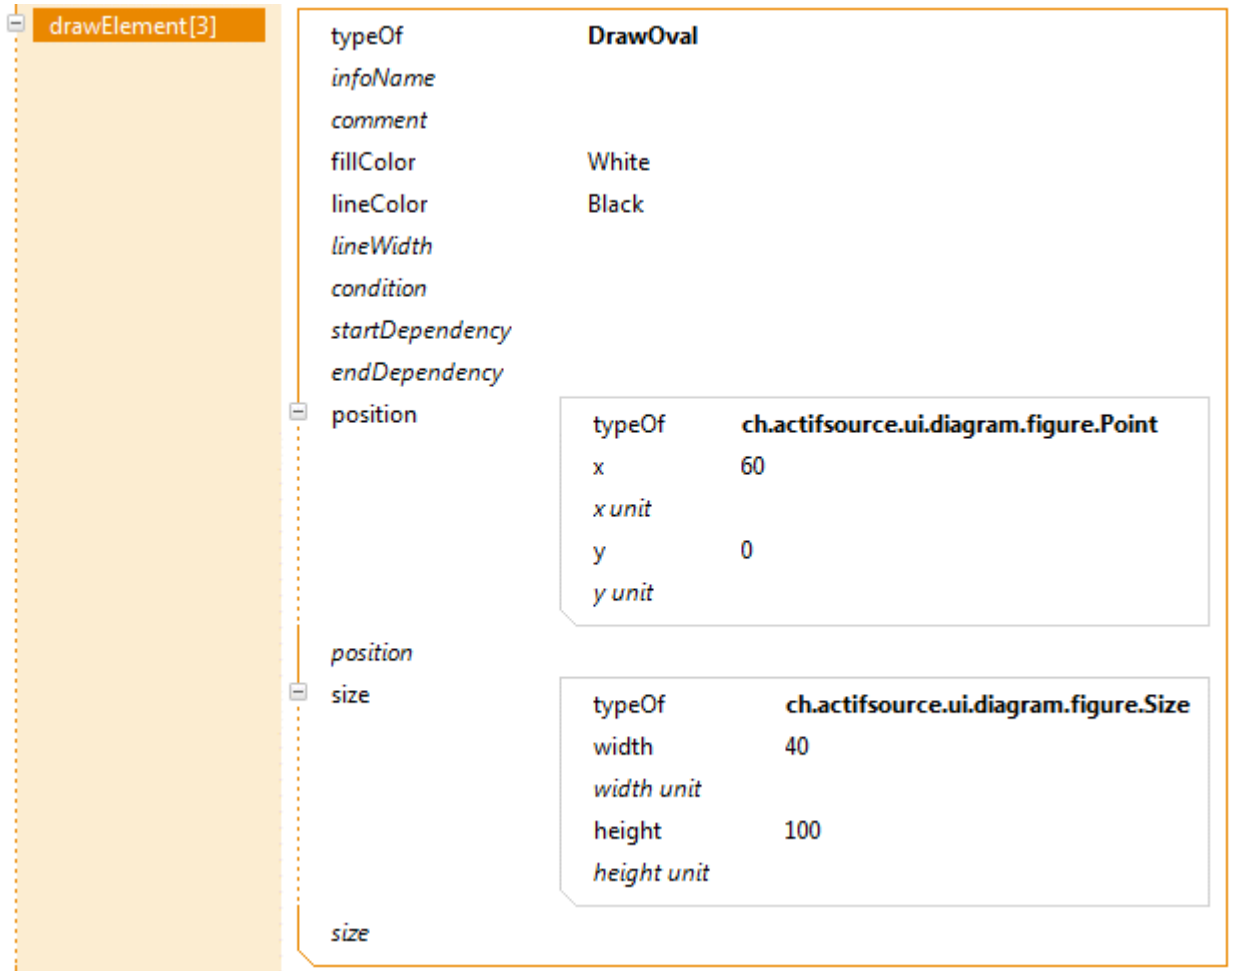 drawElement[3]
typeOf DrawOval
infoName
comment
fillColor White
lineColor Black
lineWidth
condition
startDependency
endDependency
position
typeOf ch.actifsource.ui.diagram.figure.Point
x 60
x unit
y 0
y unit
position
size
typeOf ch.actifsource.ui.diagram.figure.Size
width 40
width unit
height 100
height unit
size